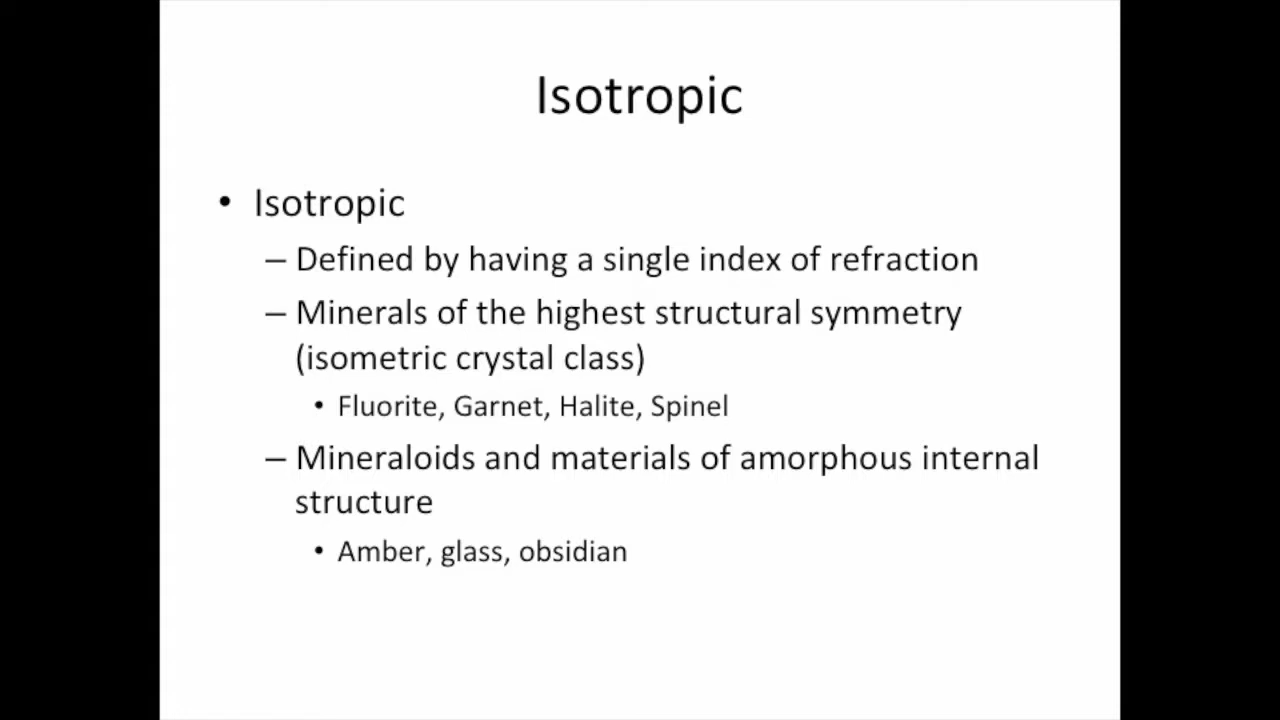 Isotropic
• Isotropic
– Defined by having a single index of refraction
– Minerals of the highest structural symmetry
(isometric crystal class)
• Fluorite, Garnet, Halite, Spinel
– Mineraloids and materials of amorphous internal
structure
• Amber, glass, obsidian